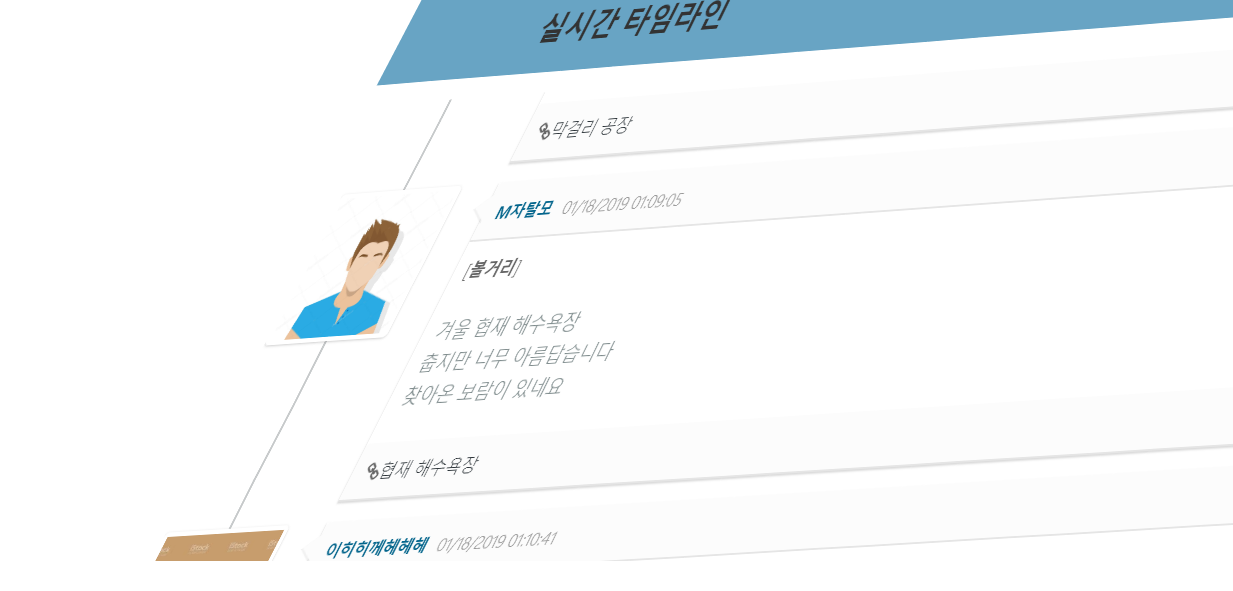 실시간 타임라인
막걸리 공장
M자탈모 01/18/2019 01:09:05
[볼거리]
겨울 협재 해수욕장
춥지만 너무 아름답습니다
찾아온 보람이 있네요
협재 해수욕장
이히히께헤헤헤 01/18/2019 01:10:41